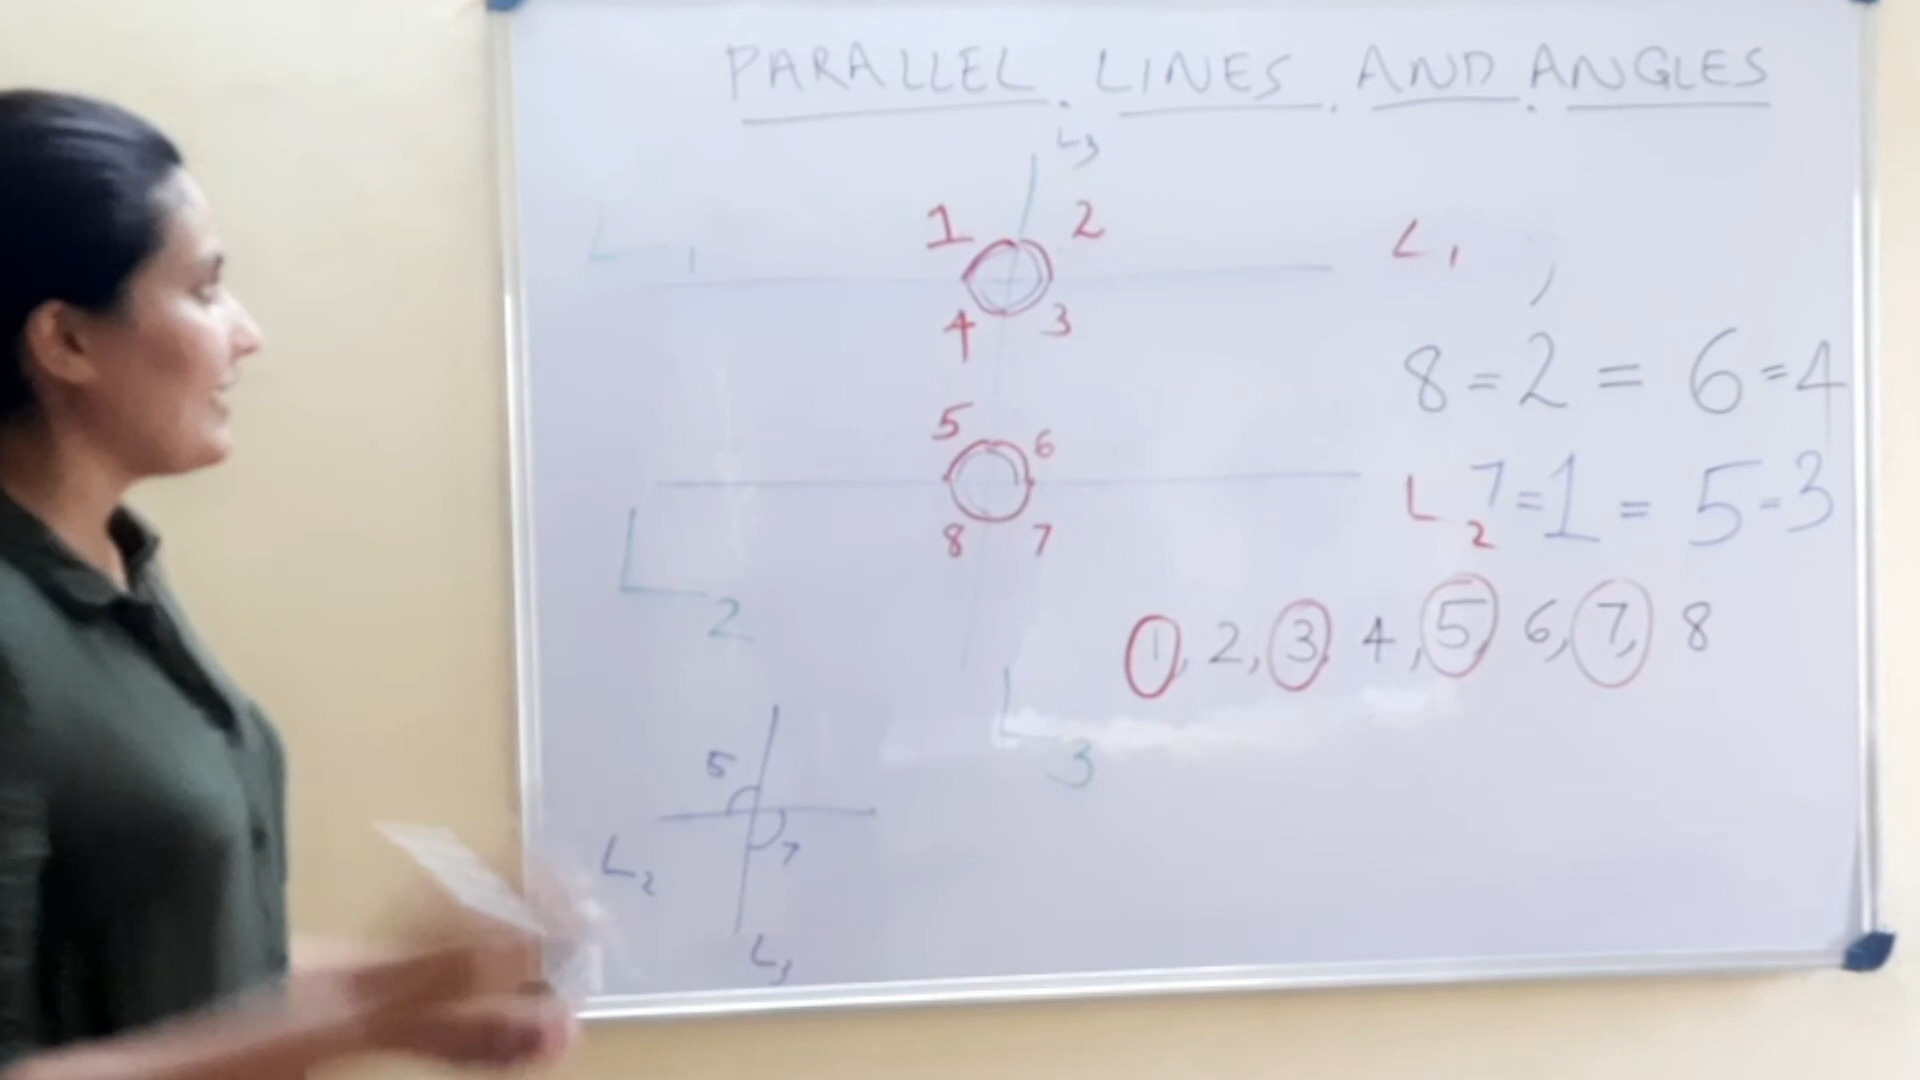 PARALLEL LINES AND ANGLES
L3
1 2
L1 L1
4 3
8 = 2 = 6 = 4
5 6
L2 7 = 1 = 5 = 3
8 7
L2
1, 2, 3, 4, 5, 6, 7, 8
L3
5
7
L2
L3